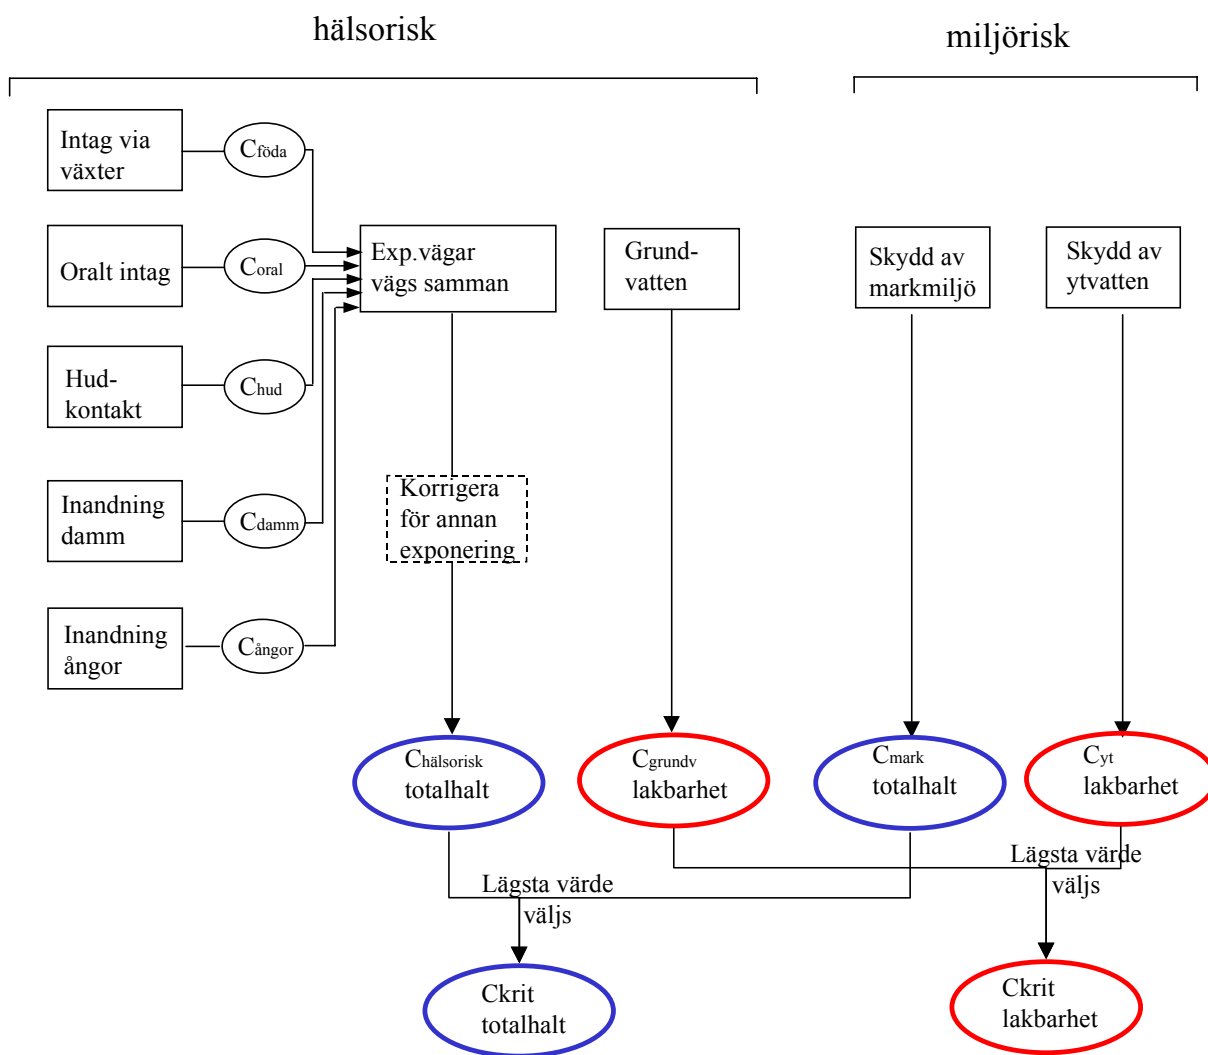 hälsorisk
miljörisk
Intag via
växter
Cföda
Oralt intag
Coral
Exp.vägar
vägs samman
Grund-
vatten
Skydd av
markmiljö
Skydd av
ytvatten
Hud-
kontakt
Chud
Inandning
damm
Cdamm
Korrigera
för annan
exponering
Inandning
ångor
Cångor
Chälsorisk
totalhalt
Cgrundv
lakbarhet
Cmark
totalhalt
Cyt
lakbarhet
Lägsta värde
väljs
Lägsta värde
väljs
Ckrit
totalhalt
Ckrit
lakbarhet